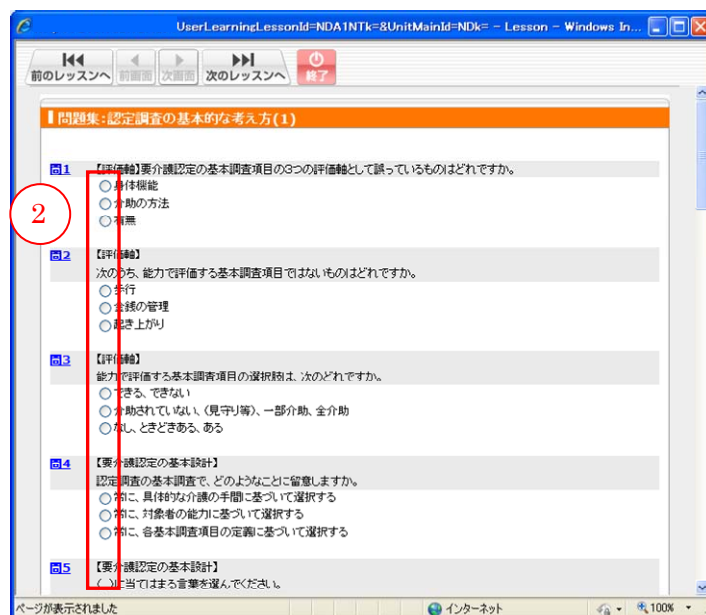 UserLearningLessonId=NDA1NTk=&UnitMainId=NDk= - Lesson - Windows In...
前のレッスンへ 前画面 次画面 次のレッスンへ 終了
問題集:認定調査の基本的な考え方(1)
問1 【評価軸】要介護認定の基本調査項目の3つの評価軸として誤っているものはどれですか。
身体機能
介助の方法
有無
2
問2 【評価軸】
次のうち、能力で評価する基本調査項目ではないものはどれですか。
歩行
金銭の管理
起き上がり
問3 【評価軸】
能力で評価する基本調査項目の選択肢は、次のどれですか。
できる、できない
介助されていない、(見守り等)、一部介助、全介助
なし、ときどきある、ある
問4 【要介護認定の基本設計】
認定調査の基本調査で、どのようなことに留意しますか。
常に、具体的な介護の手間に基づいて選択する
常に、対象者の能力に基づいて選択する
常に、各基本調査項目の定義に基づいて選択する
問5 【要介護認定の基本設計】
( )に当てはまる言葉を選んでください。
ページが表示されました インターネット 100%